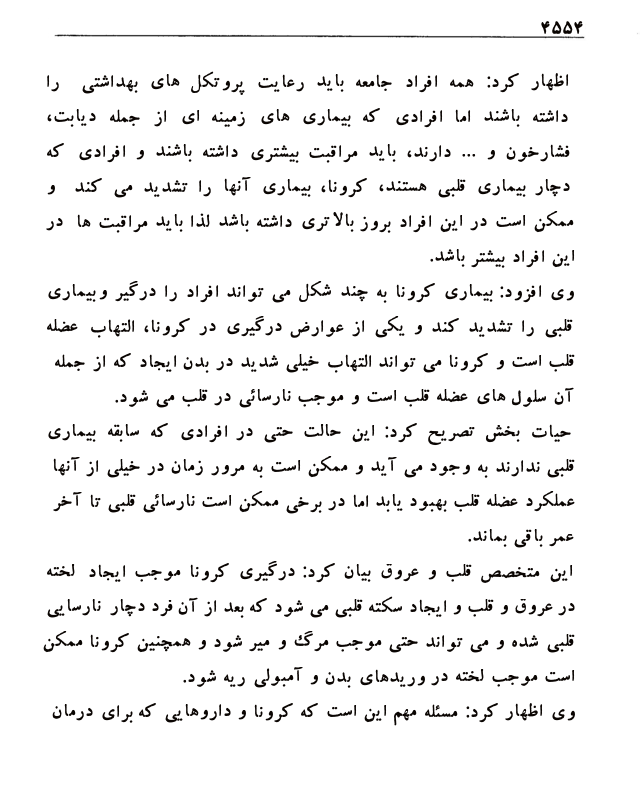 ۴۵۵۴
اظهار کرد: همه افراد جامعه باید رعایت پروتکل های بهداشتی را
داشته باشند اما افرادی که بیماری های زمینه ای از جمله دیابت،
فشارخون و ... دارند، باید مراقبت بیشتری داشته باشند و افرادی که
دچار بیماری قلبی هستند، کرونا، بیماری آنها را تشدید می کند و
ممکن است در این افراد بروز بالاتری داشته باشد لذا باید مراقبت ها در
این افراد بیشتر باشد.
وی افزود: بیماری کرونا به چند شکل می تواند افراد را درگیر وبیماری
قلبی را تشدید کند و یکی از عوارض درگیری در کرونا، التهاب عضله
قلب است و کرونا می تواند التهاب خیلی شدید در بدن ایجاد که از جمله
آن سلول های عضله قلب است و موجب نارسائی در قلب می شود.
حیات بخش تصریح کرد: این حالت حتی در افرادی که سابقه بیماری
قلبی ندارند به وجود می آید و ممکن است به مرور زمان در خیلی از آنها
عملکرد عضله قلب بهبود یابد اما در برخی ممکن است نارسائی قلبی تا آخر
عمر باقی بماند.
این متخصص قلب و عروق بیان کرد: درگیری کرونا موجب ایجاد لخته
در عروق و قلب و ایجاد سکته قلبی می شود که بعد از آن فرد دچار نارسایی
قلبی شده و می تواند حتی موجب مرگ و میر شود و همچنین کرونا ممکن
است موجب لخته در وریدهای بدن و آمبولی ریه شود.
وی اظهار کرد: مسئله مهم این است که کرونا و داروهایی که برای درمان